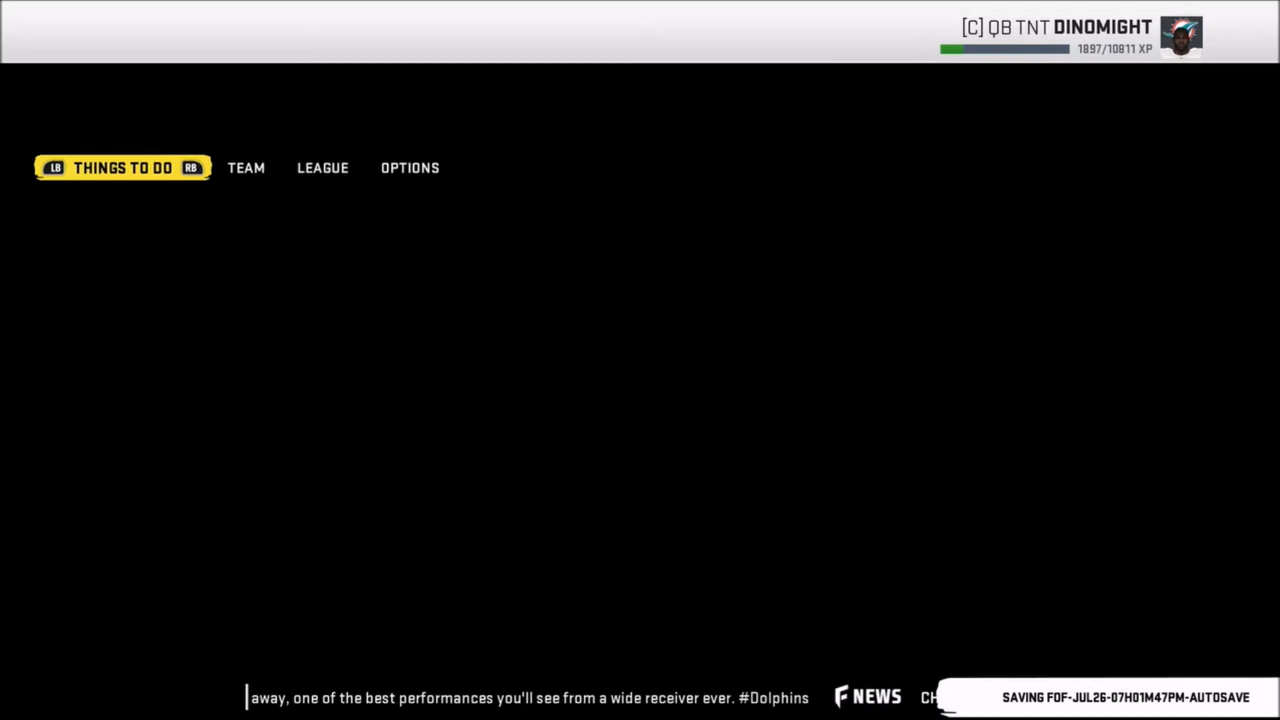 [C] QB TNT DINOMIGHT
1897/10811 XP
LB THINGS TO DO RB TEAM LEAGUE OPTIONS
away, one of the best performances you'll see from a wide receiver ever. #Dolphins F NEWS CH
SAVING FOF-JUL26-07H01M47PM-AUTOSAVE